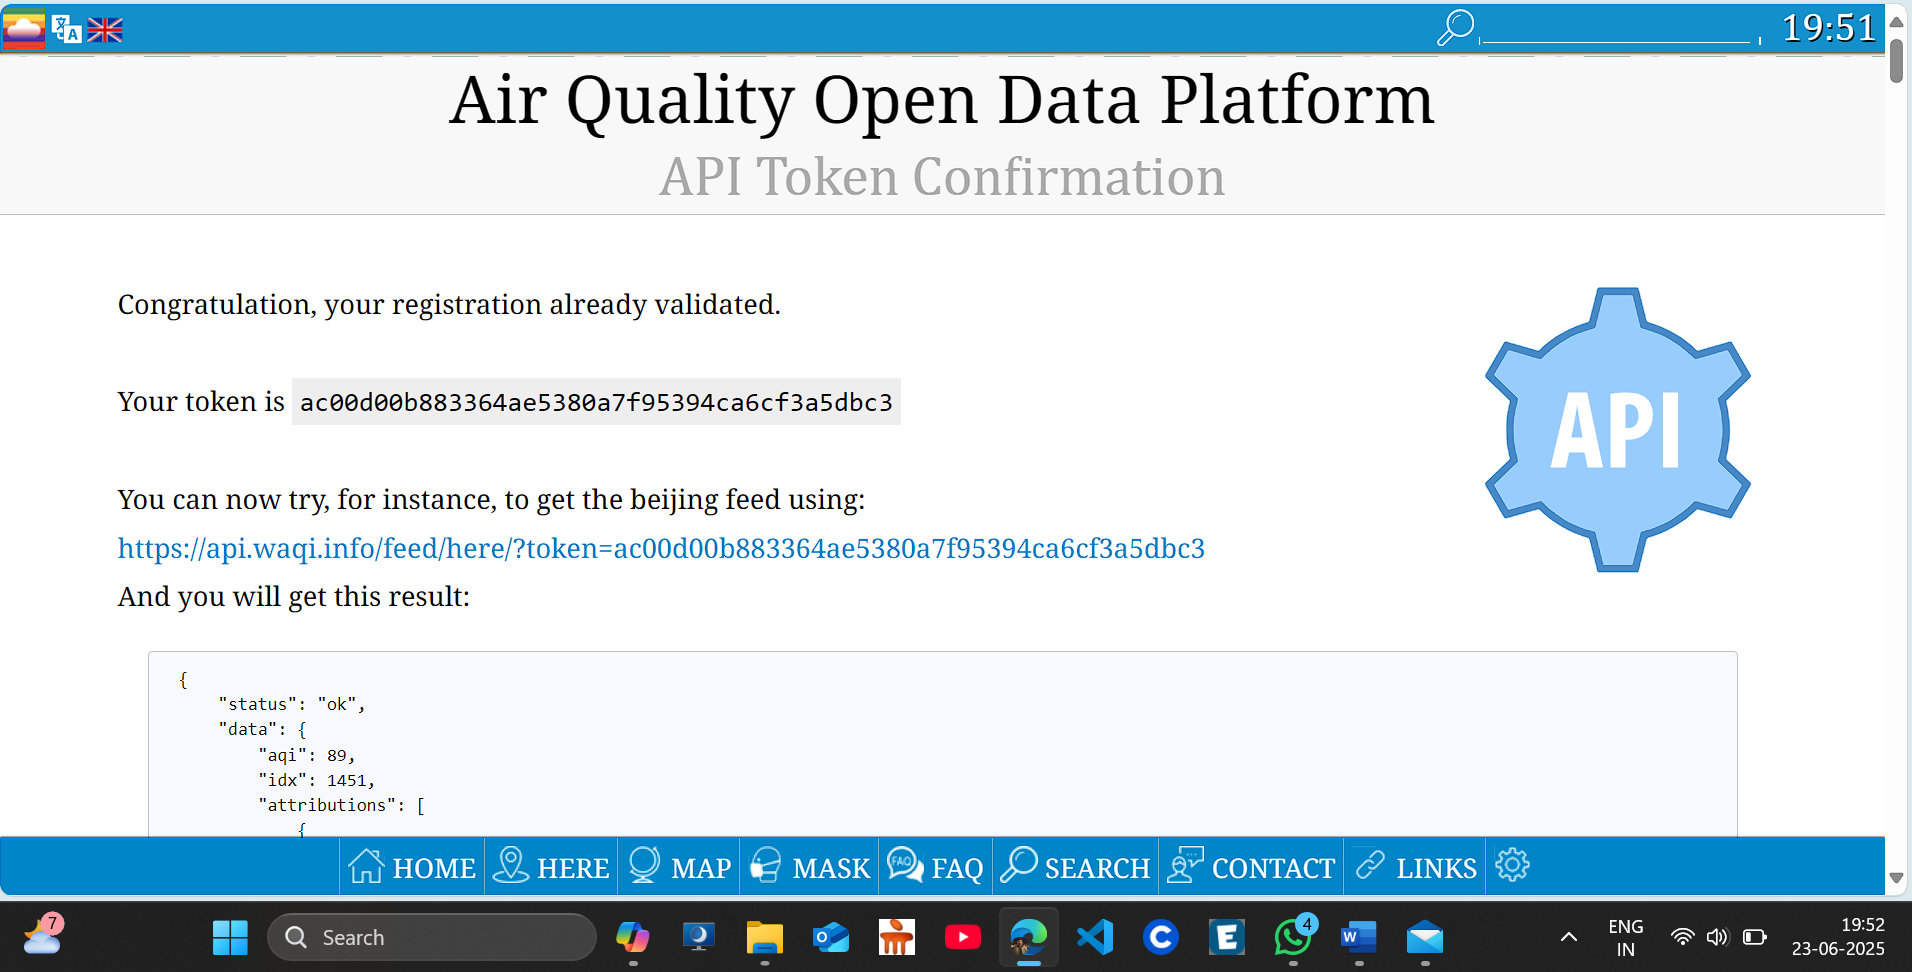 19:51
Air Quality Open Data Platform
API Token Confirmation
Congratulation, your registration already validated.
API
Your token is ac00d00b883364ae5380a7f95394ca6cf3a5dbc3
You can now try, for instance, to get the beijing feed using:
https://api.waqi.info/feed/here/?token=ac00d00b883364ae5380a7f95394ca6cf3a5dbc3
And you will get this result:
{
"status": "ok",
"data": {
"aqi": 89,
"idx": 1451,
"attributions": [
{
HOME HERE MAP MASK FAQ SEARCH CONTACT LINKS
7 Search 4 ENG 19:52
IN 23-06-2025